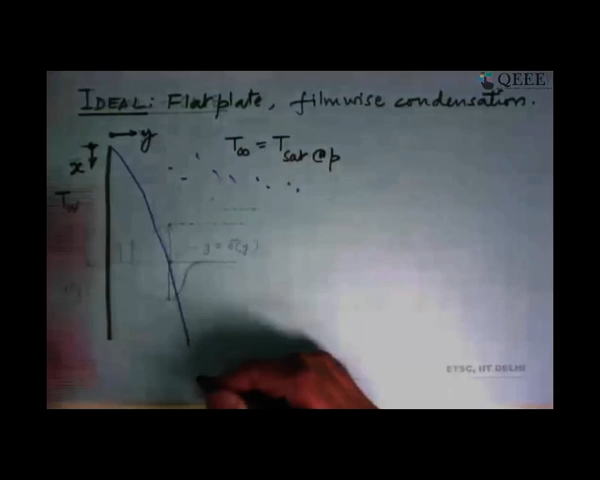 QEEE
IDEAL: Flat plate, filmwise condensation.
y
T∞ = Tsat @ p
x
Tw
ETSC, IIT DELHI